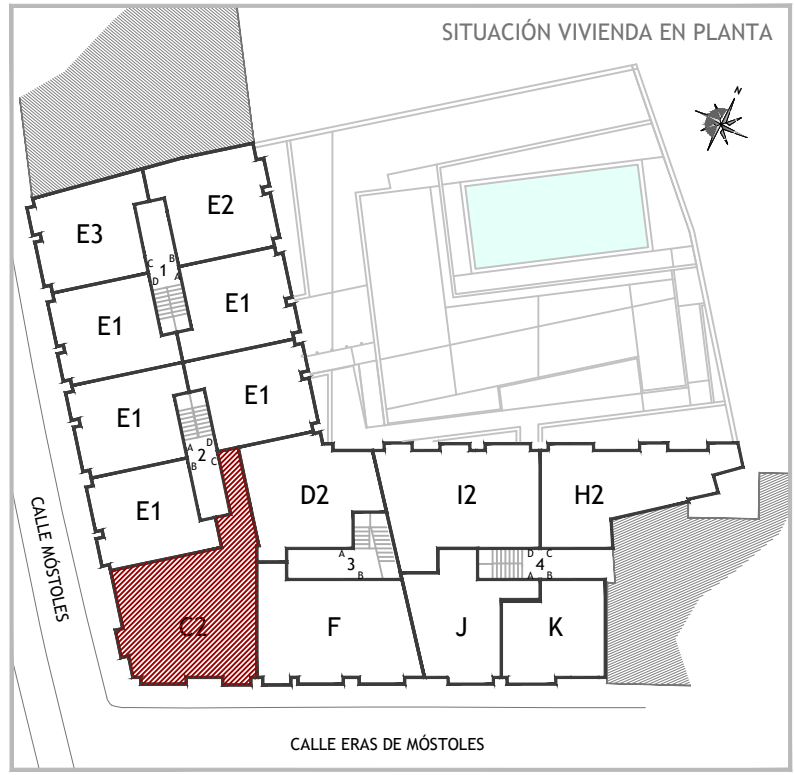 SITUACIÓN VIVIENDA EN PLANTA
N
E2
E3
C B
1
D A
E1
E1
E1
E1
A D
2
B C
E1
D2
I2
H2
A
3
B
D C
4
A B
C2
F
J
K
CALLE MÓSTOLES
CALLE ERAS DE MÓSTOLES